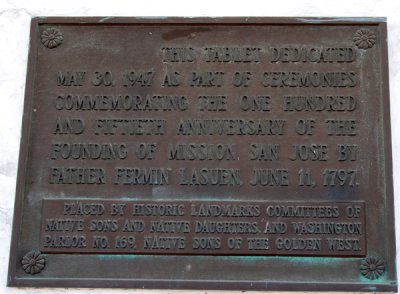 THIS TABLET DEDICATED
MAY 30, 1947 AS PART OF CEREMONIES
COMMEMORATING THE ONE HUNDRED
AND FIFTIETH ANNIVERSARY OF THE
FOUNDING OF MISSION SAN JOSE BY
FATHER FERMIN LASUEN, JUNE 11, 1797.
PLACED BY HISTORIC LANDMARKS COMMITTEES OF
NATIVE SONS AND NATIVE DAUGHTERS, AND WASHINGTON
PARLOR NO. 169, NATIVE SONS OF THE GOLDEN WEST.